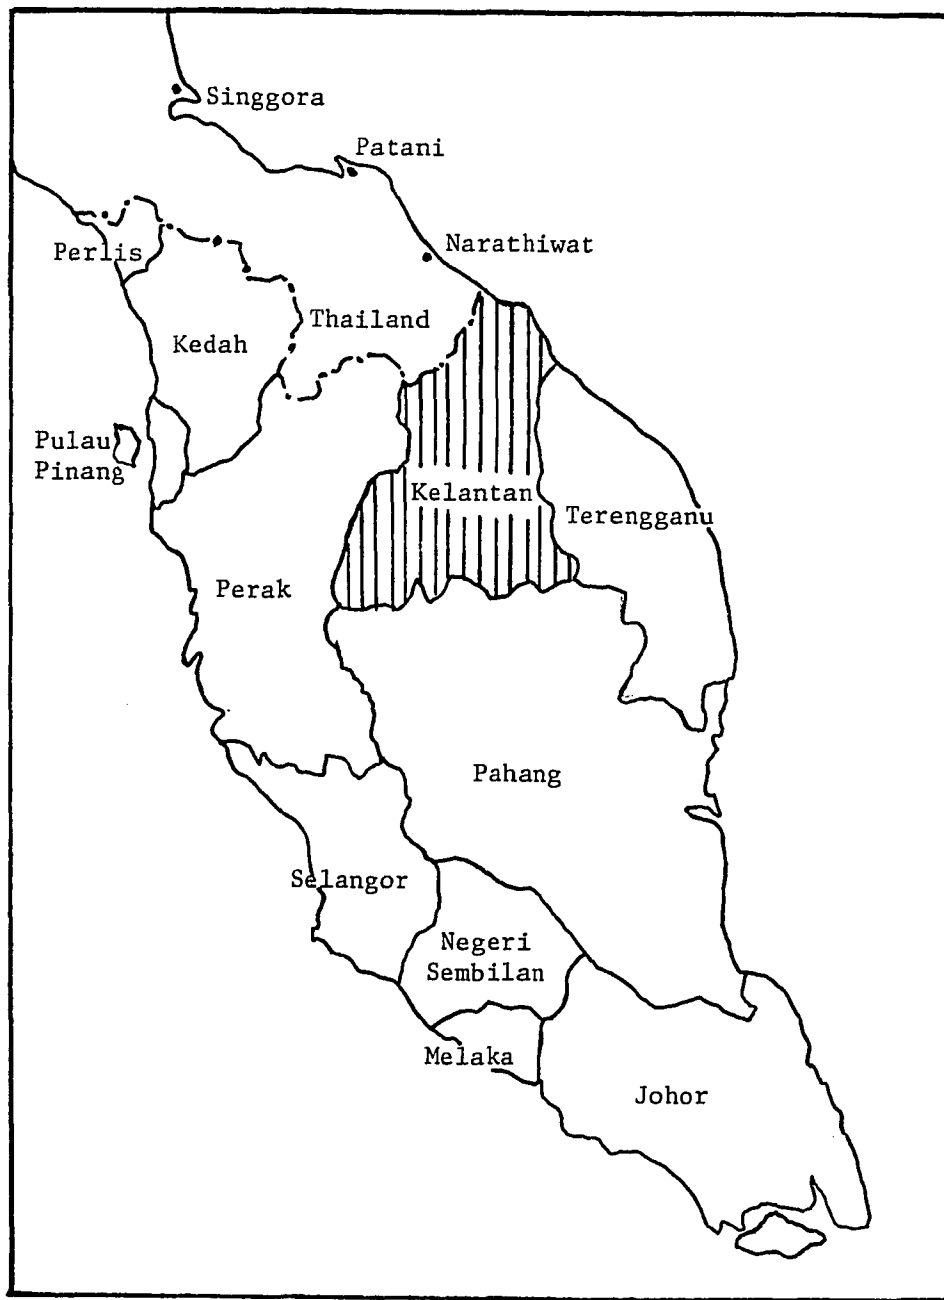 Singgora
Patani
Narathiwat
Perlis
Thailand
Kedah
Pulau
Pinang
Kelantan
Terengganu
Perak
Pahang
Selangor
Negeri
Sembilan
Melaka
Johor